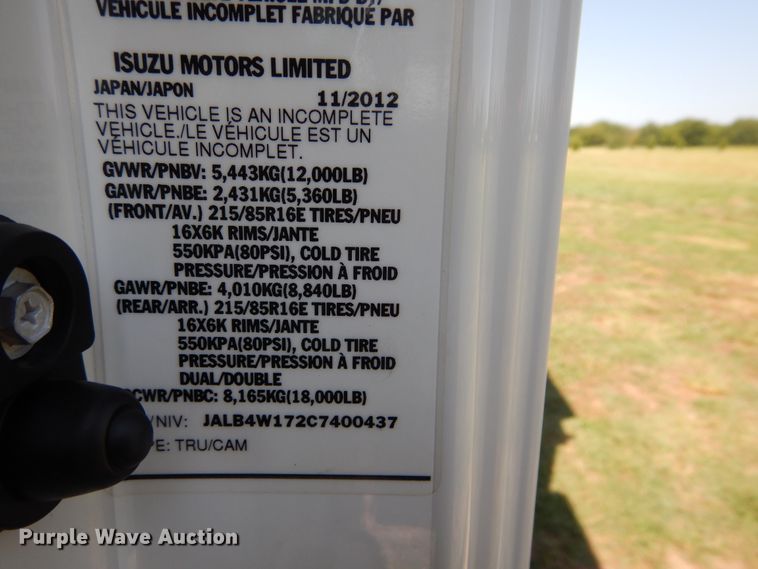 VÉHICULE INCOMPLET FABRIQUÉ PAR
ISUZU MOTORS LIMITED
JAPAN/JAPON 11/2012
THIS VEHICLE IS AN INCOMPLETE
VEHICLE./LE VÉHICULE EST UN
VÉHICULE INCOMPLET.
GVWR/PNBV: 5,443KG(12,000LB)
GAWR/PNBE: 2,431KG(5,360LB)
(FRONT/AV.) 215/85R16E TIRES/PNEU
16X6K RIMS/JANTE
550KPA(80PSI), COLD TIRE
PRESSURE/PRESSION À FROID
GAWR/PNBE: 4,010KG(8,840LB)
(REAR/ARR.) 215/85R16E TIRES/PNEU
16X6K RIMS/JANTE
550KPA(80PSI), COLD TIRE
PRESSURE/PRESSION À FROID
DUAL/DOUBLE
CWR/PNBC: 8,165KG(18,000LB)
/NIV: JALB4W172C7400437
PE: TRU/CAM
Purple Wave Auction